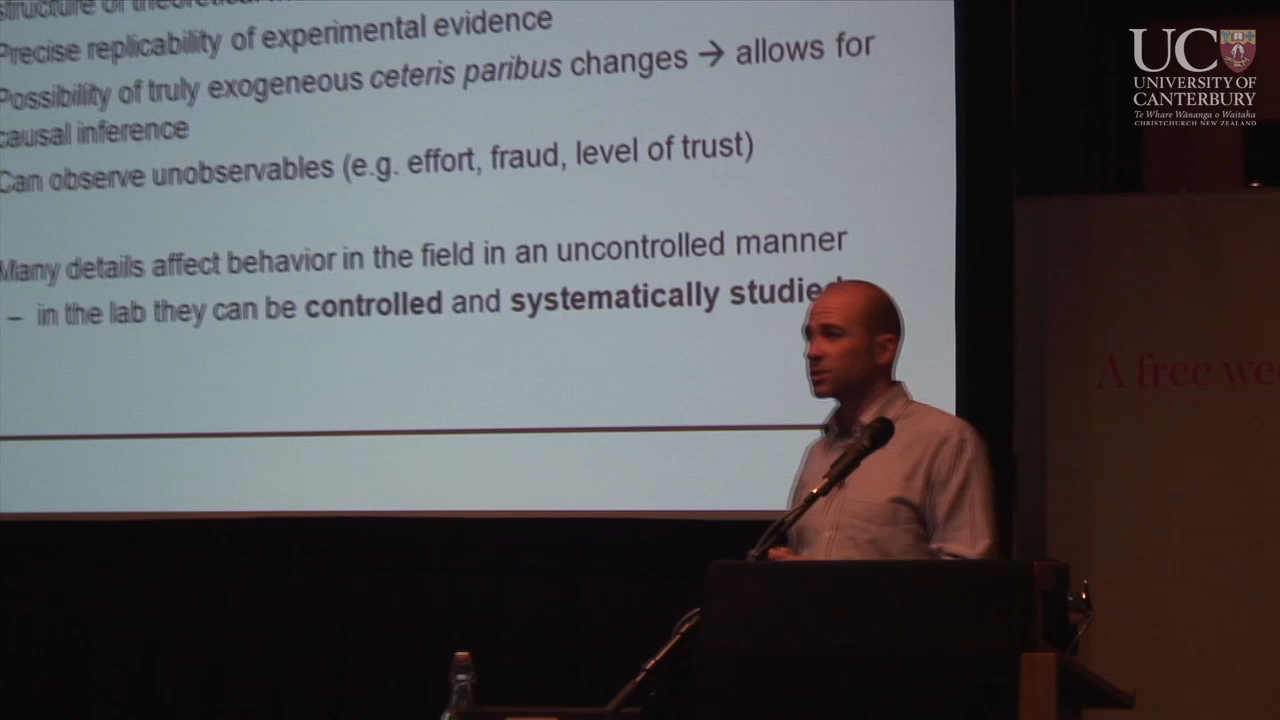 structure of theoretical
Precise replicability of experimental evidence
Possibility of truly exogeneous ceteris paribus changes → allows for
causal inference
Can observe unobservables (e.g. effort, fraud, level of trust)
Many details affect behavior in the field in an uncontrolled manner
– in the lab they can be controlled and systematically studied
UC
UNIVERSITY OF
CANTERBURY
Te Whare Wānanga o Waitaha
CHRISTCHURCH NEW ZEALAND
A free